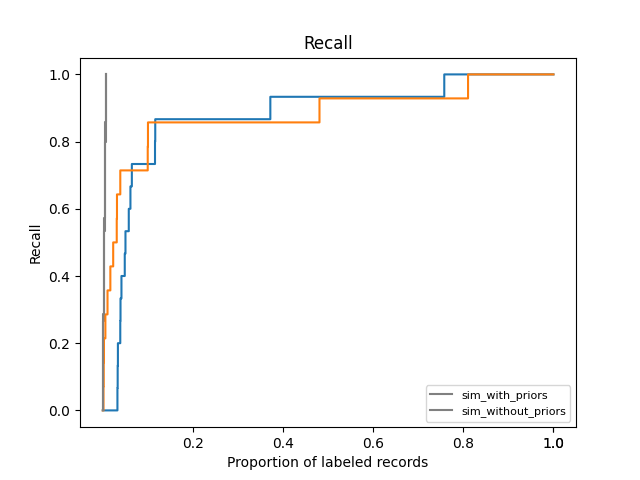 Recall
1.0
0.8
0.6
0.4
0.2
0.0
Recall
sim_with_priors
sim_without_priors
0.2 0.4 0.6 0.8 1.0 1.0
Proportion of labeled records